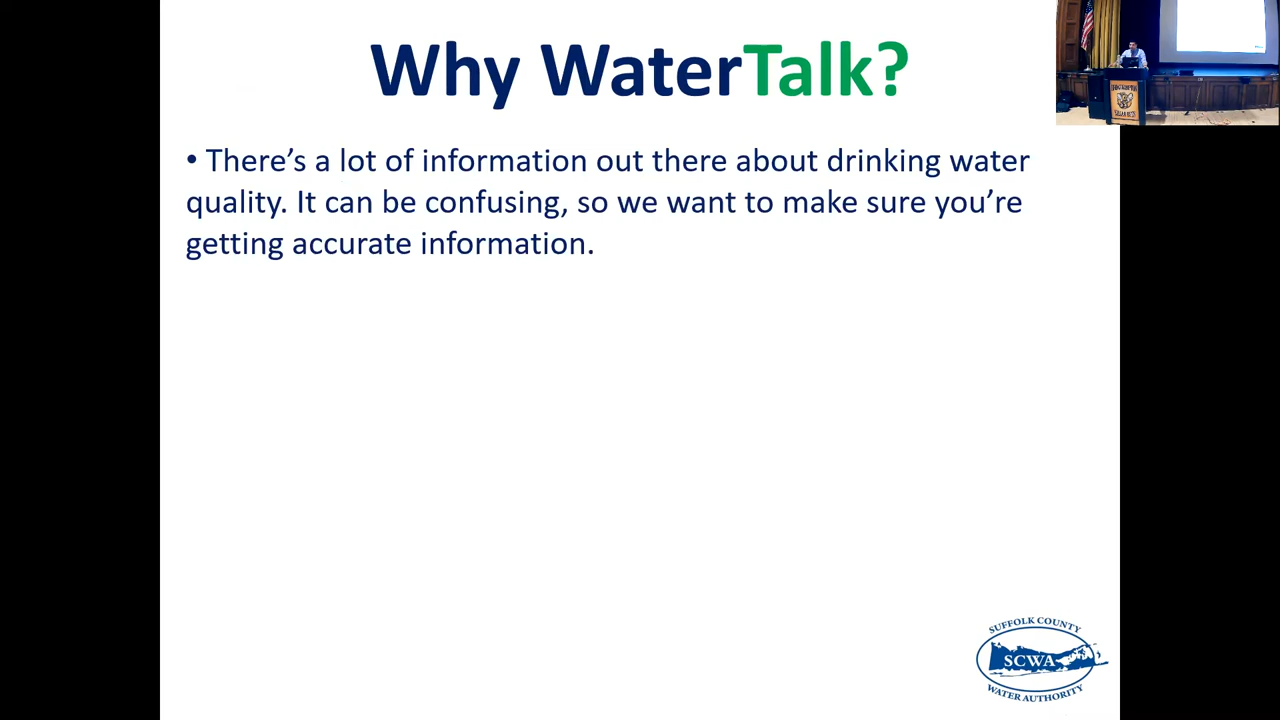 Why WaterTalk?
• There’s a lot of information out there about drinking water
quality. It can be confusing, so we want to make sure you’re
getting accurate information.
SUFFOLK COUNTY
SCWA
WATER AUTHORITY